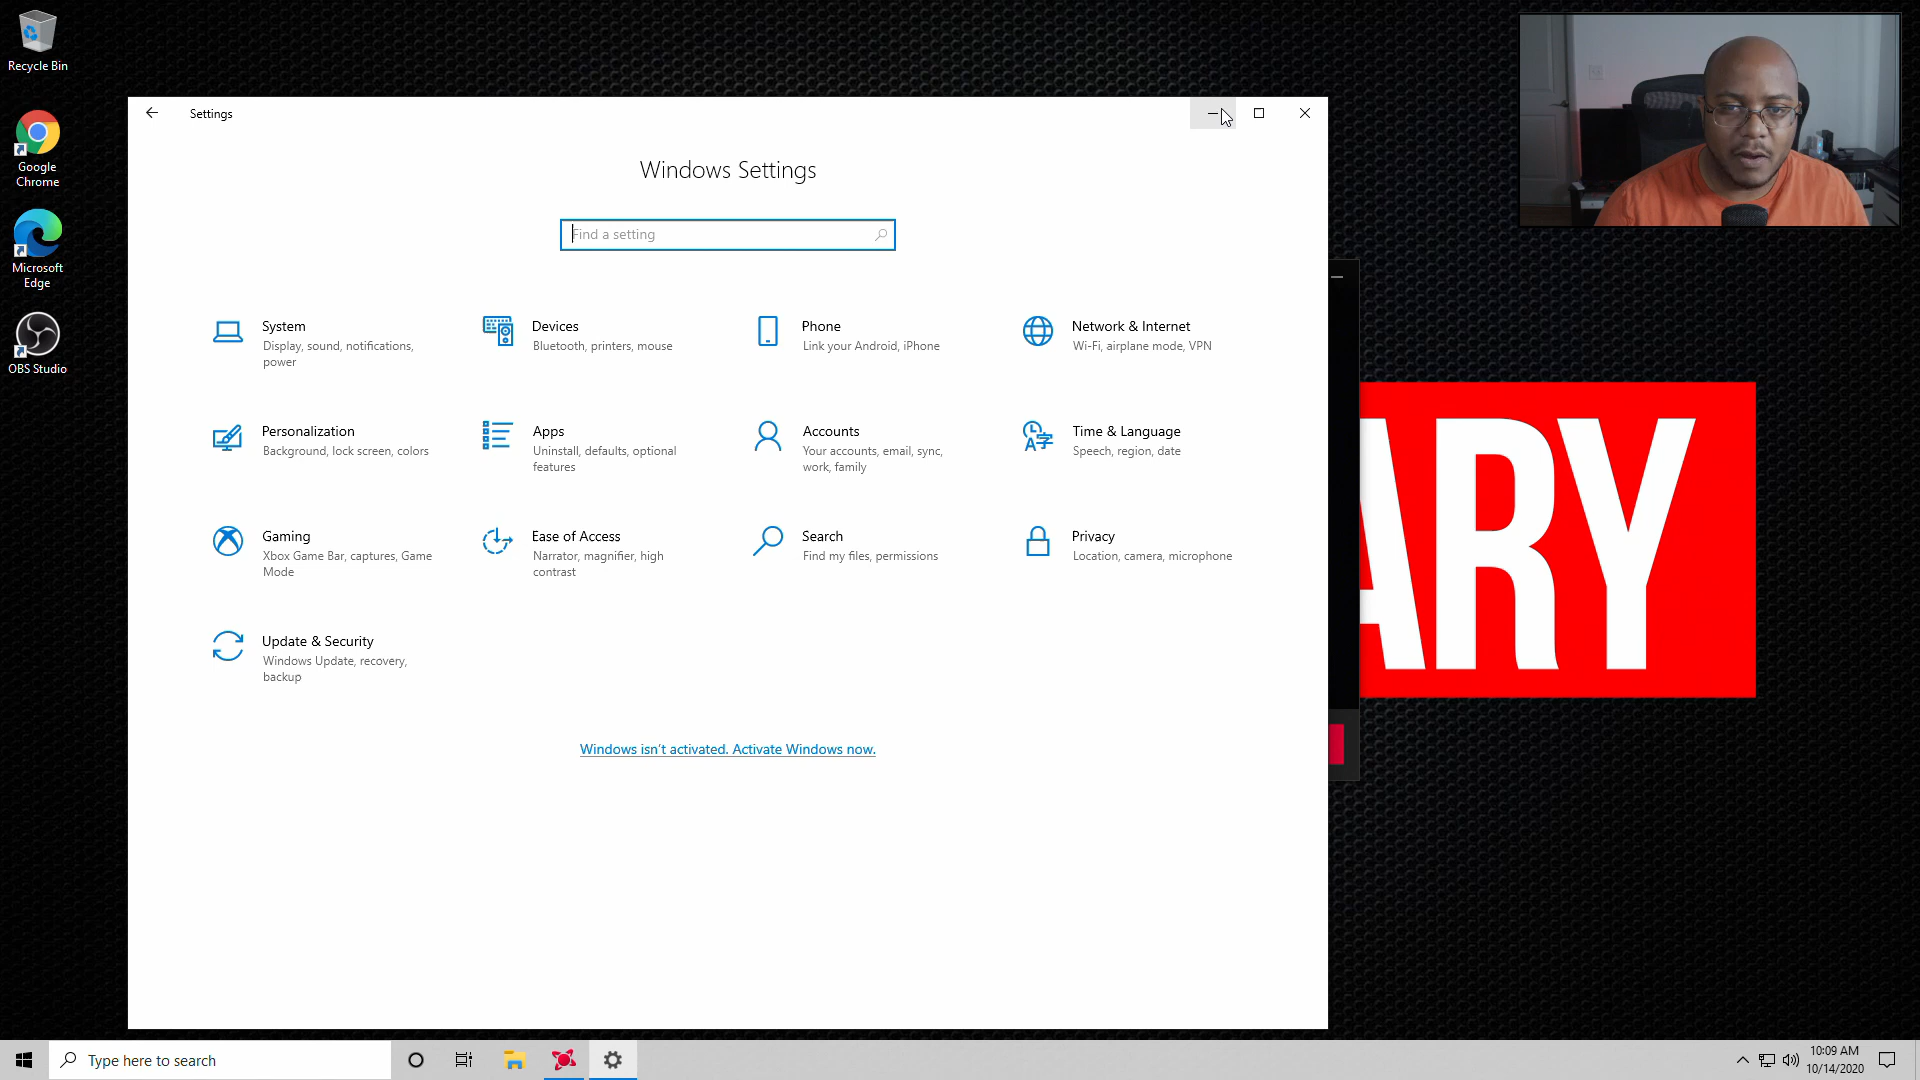 Recycle Bin
Google
Chrome
Microsoft
Edge
OBS Studio
Settings
Windows Settings
Find a setting
System
Display, sound, notifications,
power
Devices
Bluetooth, printers, mouse
Phone
Link your Android, iPhone
Network & Internet
Wi-Fi, airplane mode, VPN
Personalization
Background, lock screen, colors
Apps
Uninstall, defaults, optional
features
Accounts
Your accounts, email, sync,
work, family
Time & Language
Speech, region, date
Gaming
Xbox Game Bar, captures, Game
Mode
Ease of Access
Narrator, magnifier, high
contrast
Search
Find my files, permissions
Privacy
Location, camera, microphone
Update & Security
Windows Update, recovery,
backup
Windows isn't activated. Activate Windows now.
ARY
Type here to search
10:09 AM
10/14/2020